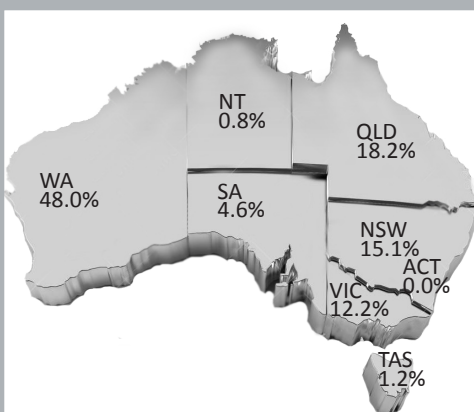 NT
0.8%
QLD
18.2%
WA
48.0%
SA
4.6%
NSW
15.1%
ACT
0.0%
VIC
12.2%
TAS
1.2%